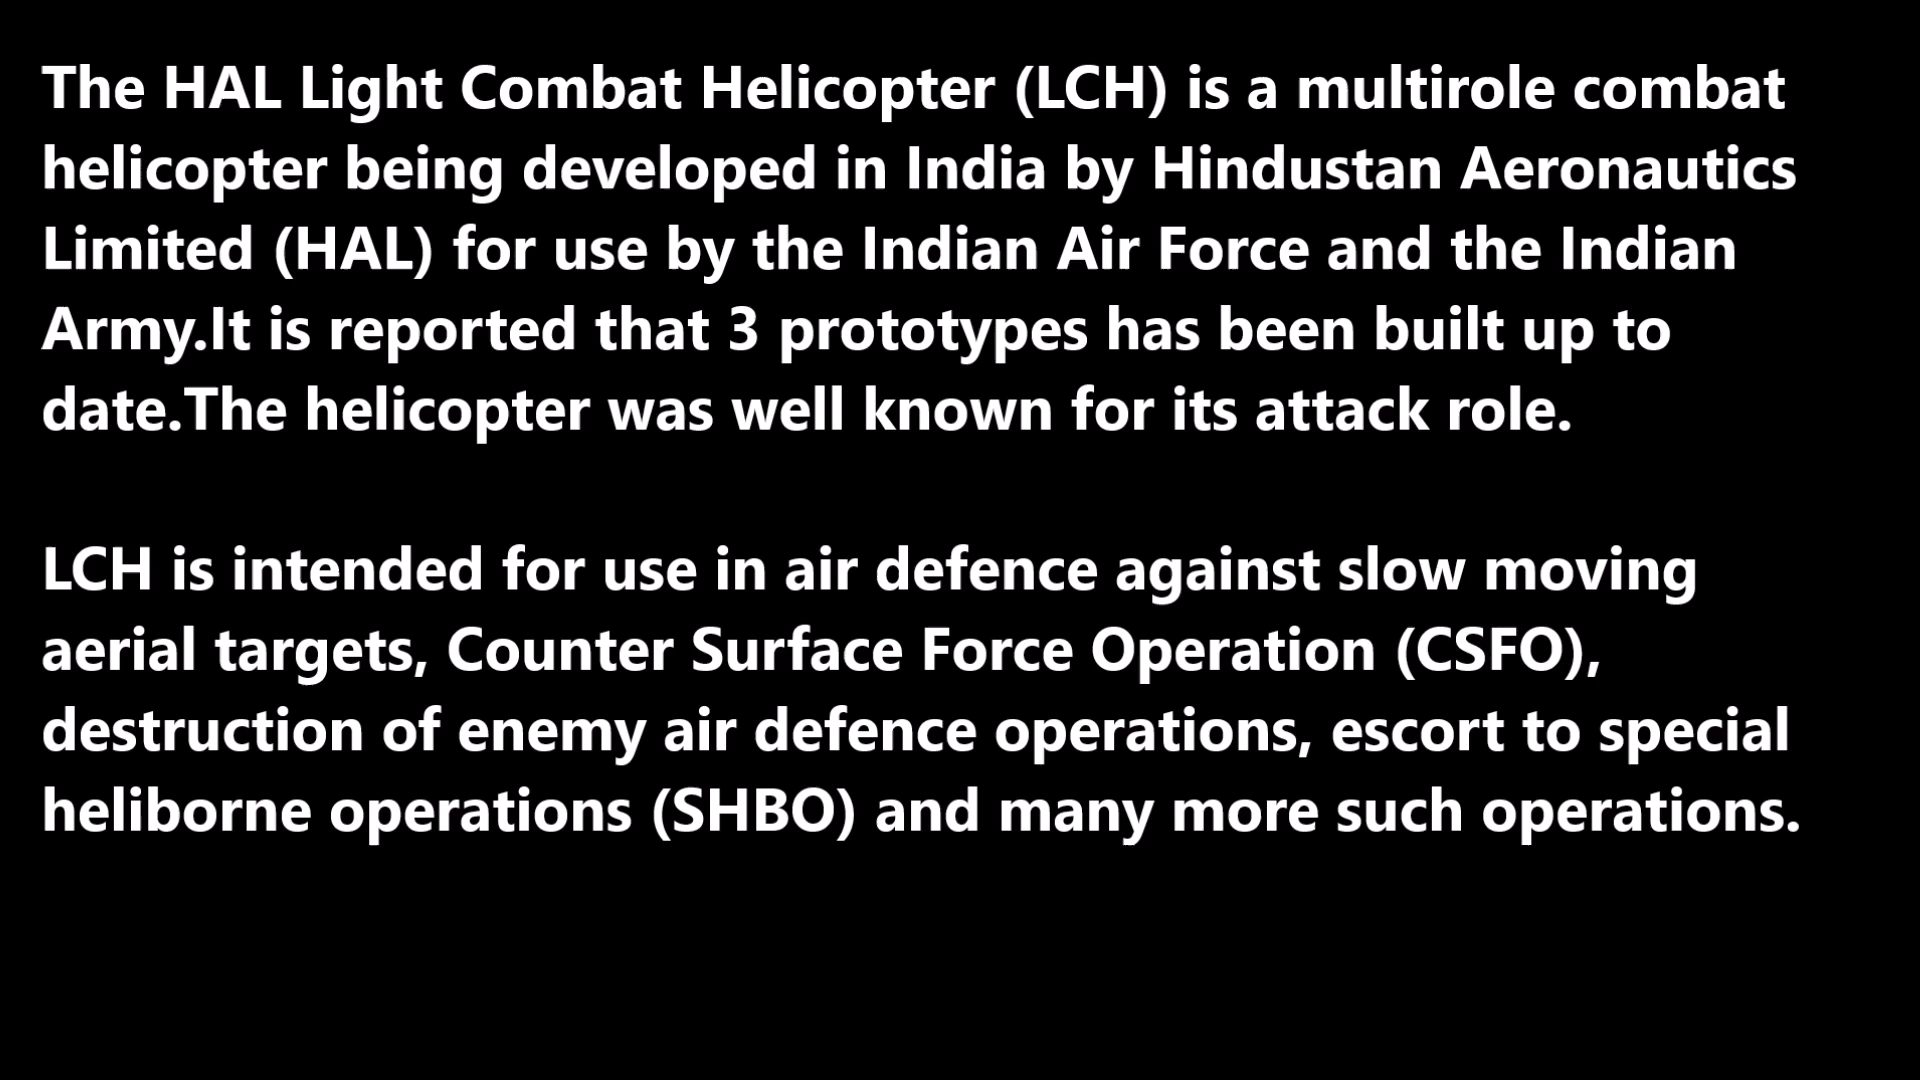 The HAL Light Combat Helicopter (LCH) is a multirole combat
helicopter being developed in India by Hindustan Aeronautics
Limited (HAL) for use by the Indian Air Force and the Indian
Army.It is reported that 3 prototypes has been built up to
date.The helicopter was well known for its attack role.
LCH is intended for use in air defence against slow moving
aerial targets, Counter Surface Force Operation (CSFO),
destruction of enemy air defence operations, escort to special
heliborne operations (SHBO) and many more such operations.